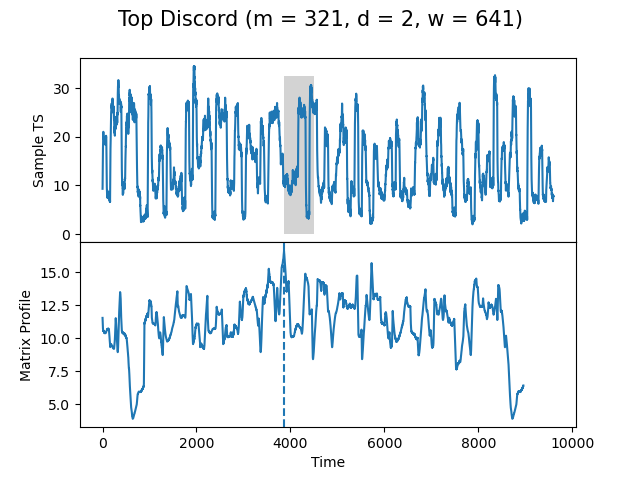 Top Discord (m = 321, d = 2, w = 641)
30
20
10
0
Sample TS
15.0
12.5
10.0
7.5
5.0
Matrix Profile
0 2000 4000 6000 8000 10000
Time